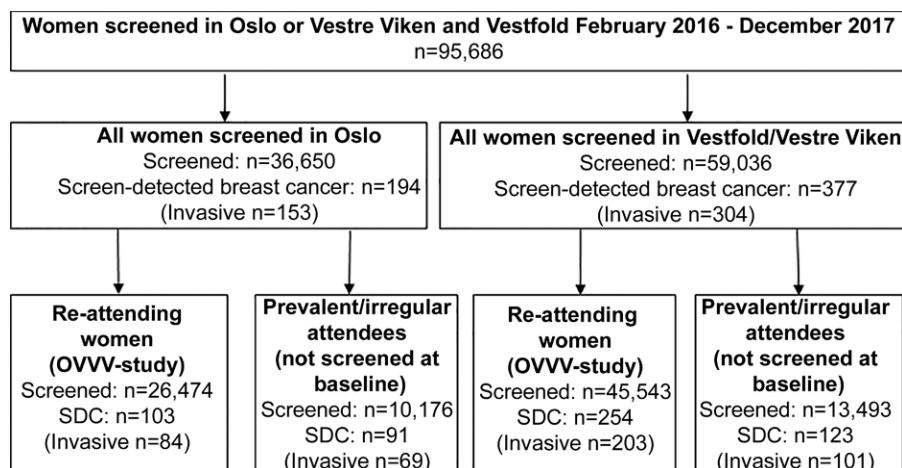 Women screened in Oslo or Vestre Viken and Vestfold February 2016 - December 2017
n=95,686
All women screened in Oslo
Screened: n=36,650
Screen-detected breast cancer: n=194
(Invasive n=153)
All women screened in Vestfold/Vestre Viken
Screened: n=59,036
Screen-detected breast cancer: n=377
(Invasive n=304)
Re-attending
women
(OVVV-study)
Screened: n=26,474
SDC: n=103
(Invasive n=84)
Prevalent/irregular
attendees
(not screened at
baseline)
Screened: n=10,176
SDC: n=91
(Invasive n=69)
Re-attending
women
(OVVV-study)
Screened: n=45,543
SDC: n=254
(Invasive n=203)
Prevalent/irregular
attendees
(not screened at
baseline)
Screened: n=13,493
SDC: n=123
(Invasive n=101)